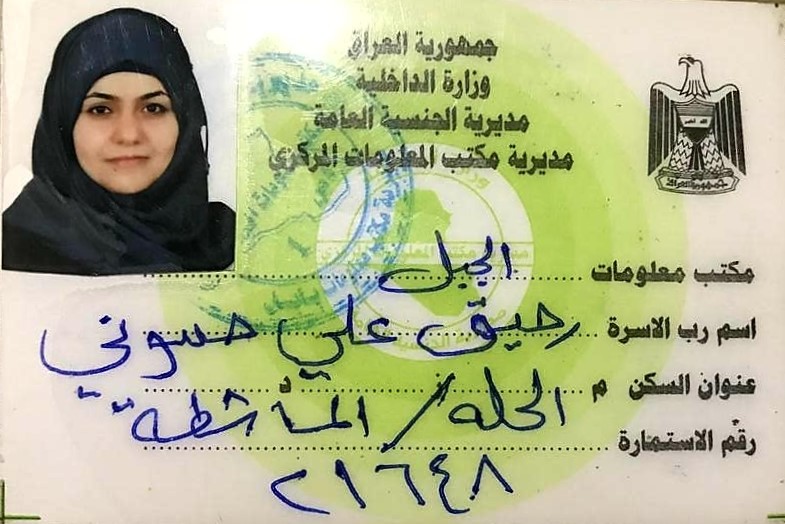 جمهورية العراق
وزارة الداخلية
مديرية الجنسية العامة
مديرية مكتب المعلومات المركزي
مكتب معلومات الجبل
اسم رب الاسرة رحيق علي حسوني
عنوان السكن م د الحله / الماشطة
رقم الاستمارة ٢١٦٤٨